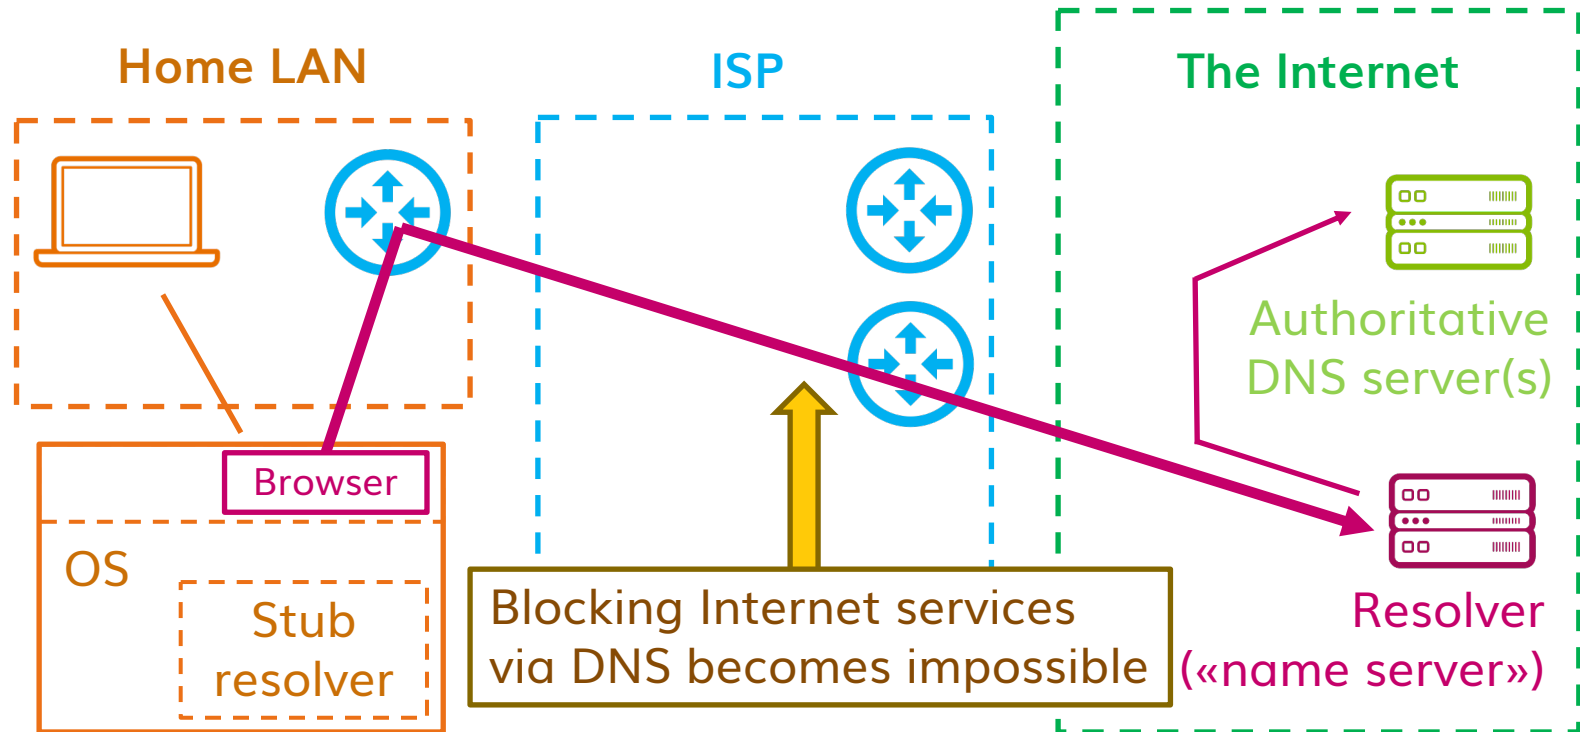 Home LAN
ISP
The Internet
Authoritative
DNS server(s)
Browser
OS
Stub
resolver
Blocking Internet services
via DNS becomes impossible
Resolver
(«name server»)